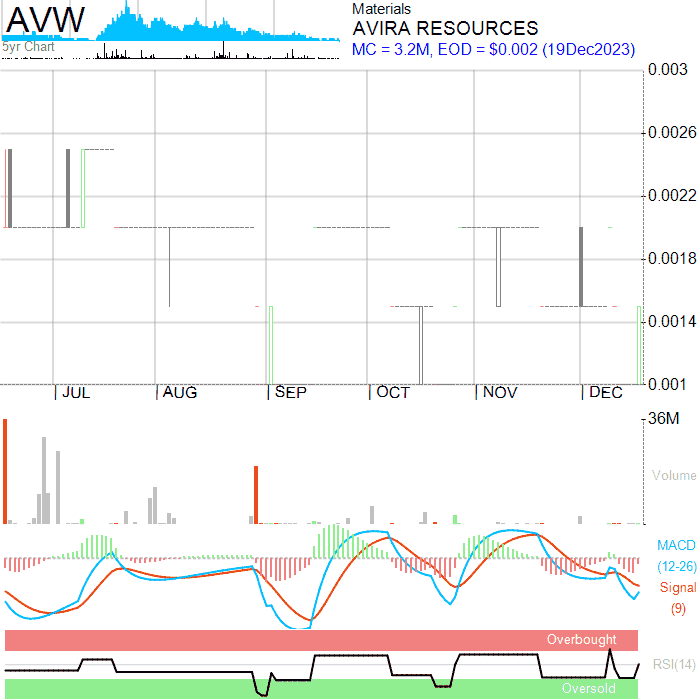 AVW
5yr Chart
Materials
AVIRA RESOURCES
MC = 3.2M, EOD = $0.002 (19Dec2023)
0.003
0.0026
0.0022
0.0018
0.0014
0.001
JUL AUG SEP OCT NOV DEC
36M
Volume
MACD
(12-26)
Signal
(9)
Overbought
RSI(14)
Oversold